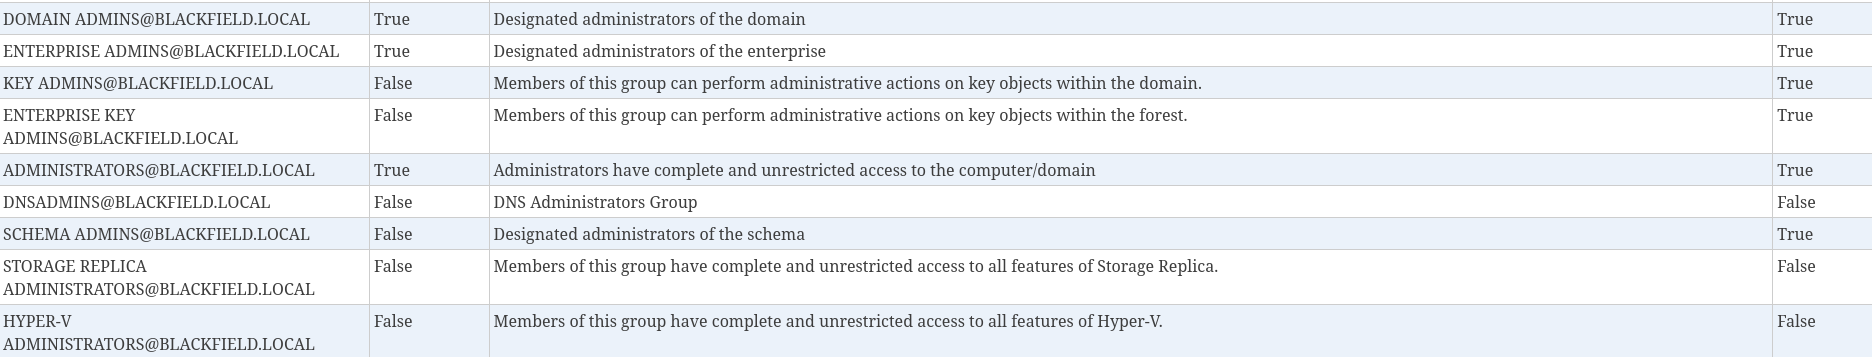 DOMAIN ADMINS@BLACKFIELD.LOCAL True Designated administrators of the domain True
ENTERPRISE ADMINS@BLACKFIELD.LOCAL True Designated administrators of the enterprise True
KEY ADMINS@BLACKFIELD.LOCAL False Members of this group can perform administrative actions on key objects within the domain. True
ENTERPRISE KEY False Members of this group can perform administrative actions on key objects within the forest. True
ADMINS@BLACKFIELD.LOCAL
ADMINISTRATORS@BLACKFIELD.LOCAL True Administrators have complete and unrestricted access to the computer/domain True
DNSADMINS@BLACKFIELD.LOCAL False DNS Administrators Group False
SCHEMA ADMINS@BLACKFIELD.LOCAL False Designated administrators of the schema True
STORAGE REPLICA False Members of this group have complete and unrestricted access to all features of Storage Replica. False
ADMINISTRATORS@BLACKFIELD.LOCAL
HYPER-V False Members of this group have complete and unrestricted access to all features of Hyper-V. False
ADMINISTRATORS@BLACKFIELD.LOCAL